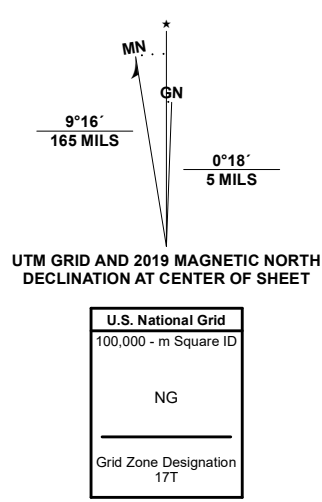 ★
MN
GN
9°16´
165 MILS
0°18´
5 MILS
UTM GRID AND 2019 MAGNETIC NORTH
DECLINATION AT CENTER OF SHEET
U.S. National Grid
100,000 - m Square ID
NG
Grid Zone Designation
17T